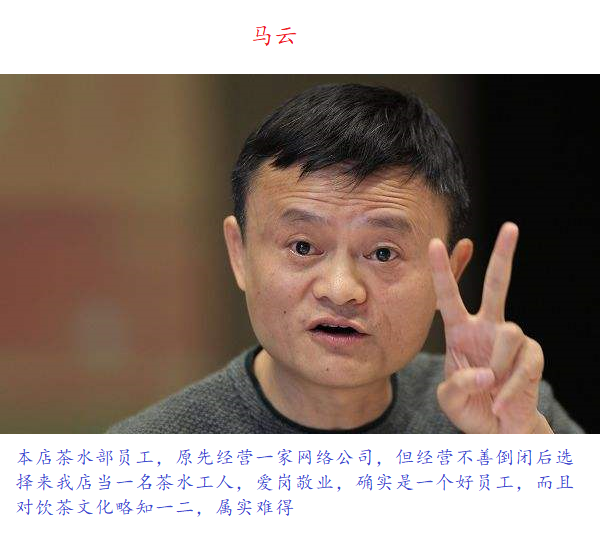 马云
本店茶水部员工，原先经营一家网络公司，但经营不善倒闭后选
择来我店当一名茶水工人，爱岗敬业，确实是一个好员工，而且
对饮茶文化略知一二，属实难得